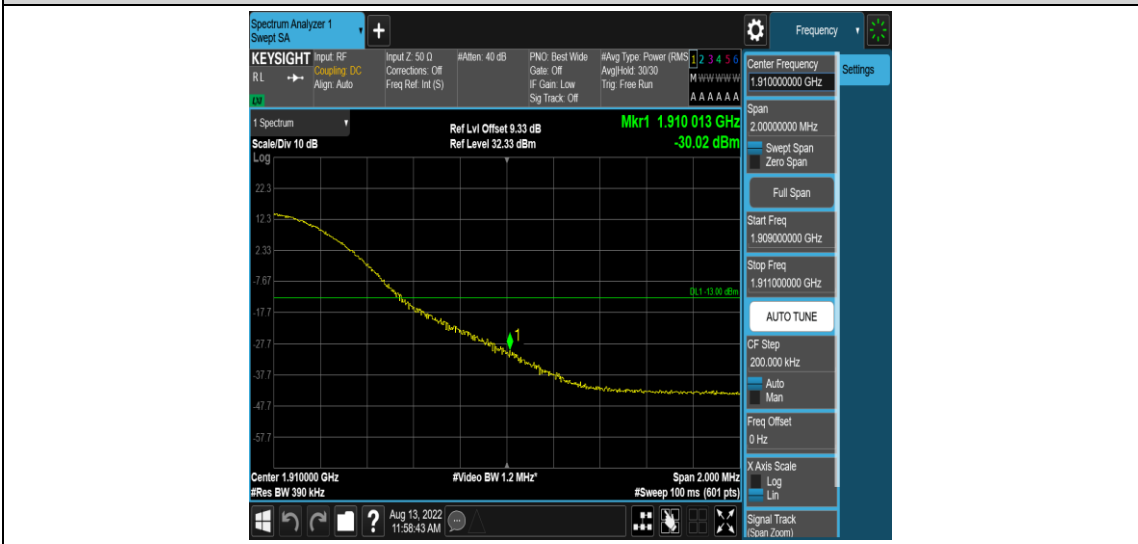 Spectrum Analyzer 1
Swept SA
+
Frequency
KEYSIGHT
Input: RF
Coupling: DC
Align: Auto
Input Z: 50 Ω
Corrections: Off
Freq Ref: Int (S)
#Atten: 40 dB
PNO: Best Wide
Gate: Off
IF Gain: Low
Sig Track: Off
#Avg Type: Power (RMS
Avg|Hold: 30/30
Trig: Free Run
1 2 3 4 5 6
M W W W W W
A A A A A A
RL
LXI
Center Frequency
1.910000000 GHz
Settings
1 Spectrum
Ref Lvl Offset 9.33 dB
Mkr1 1.910 013 GHz
Scale/Div 10 dB
Ref Level 32.33 dBm
-30.02 dBm
Log
22.3
12.3
2.33
-7.67
DL1 -13.00 dBm
-17.7
-27.7
1
-37.7
-47.7
-57.7
Center 1.910000 GHz
#Video BW 1.2 MHz*
Span 2.000 MHz
#Res BW 390 kHz
#Sweep 100 ms (601 pts)
Span
2.00000000 MHz
Swept Span
Zero Span
Full Span
Start Freq
1.909000000 GHz
Stop Freq
1.911000000 GHz
AUTO TUNE
CF Step
200.000 kHz
Auto
Man
Freq Offset
0 Hz
X Axis Scale
Log
Lin
Signal Track
(Span Zoom)
?
Aug 13, 2022
11:58:43 AM